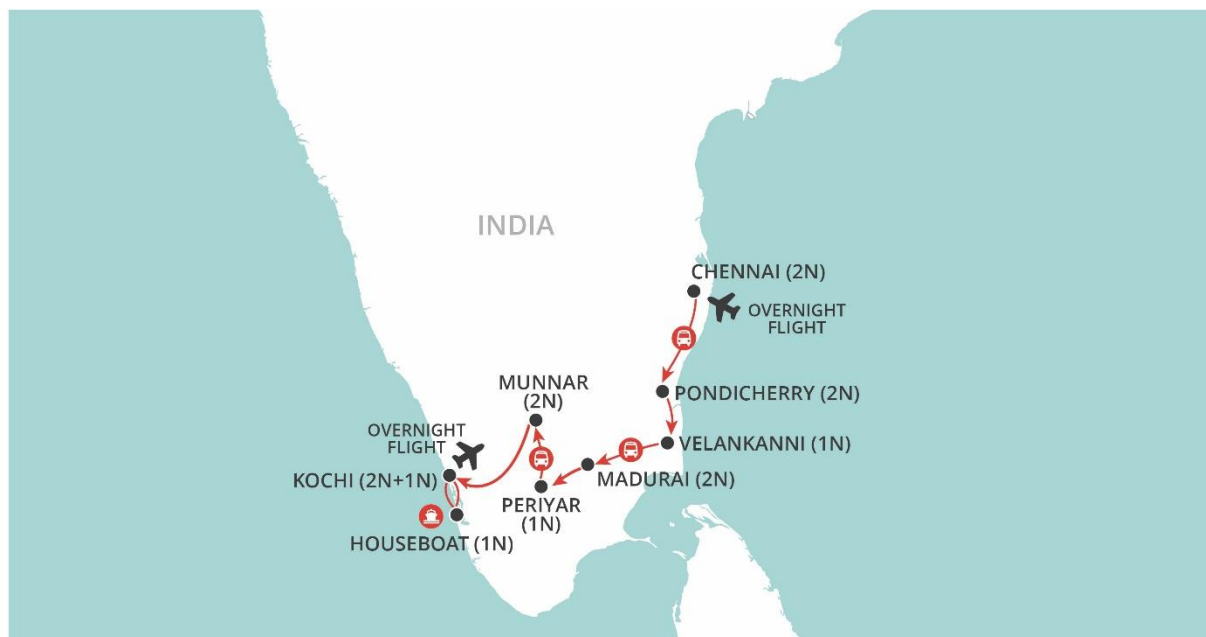 INDIA
CHENNAI (2N)
OVERNIGHT
FLIGHT
PONDICHERRY (2N)
VELANKANNI (1N)
MADURAI (2N)
PERIYAR
(1N)
MUNNAR
(2N)
OVERNIGHT
FLIGHT
KOCHI (2N+1N)
HOUSEBOAT (1N)